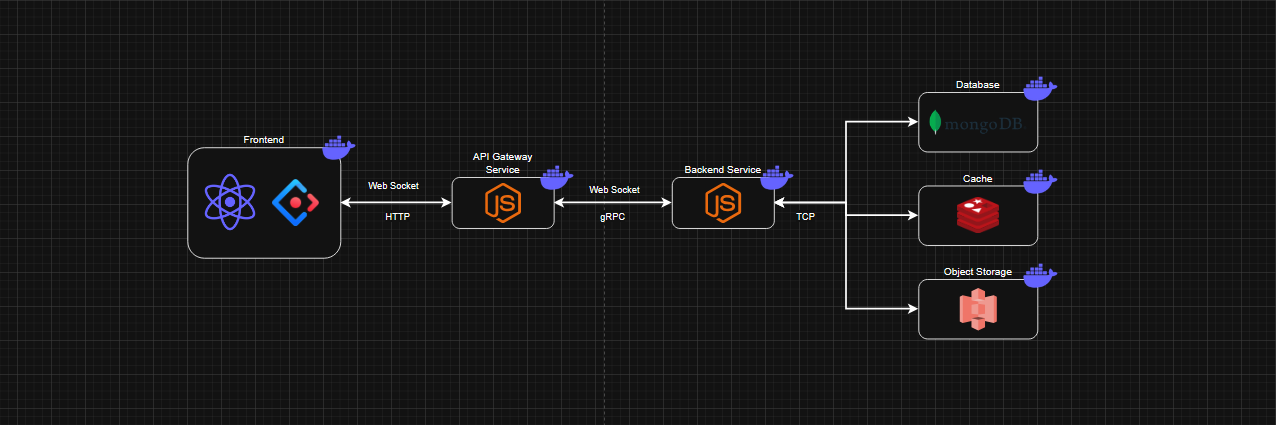 Frontend
Web Socket
HTTP
API Gateway
Service
JS
Web Socket
gRPC
Backend Service
JS
TCP
Database
mongoDB
Cache
Object Storage